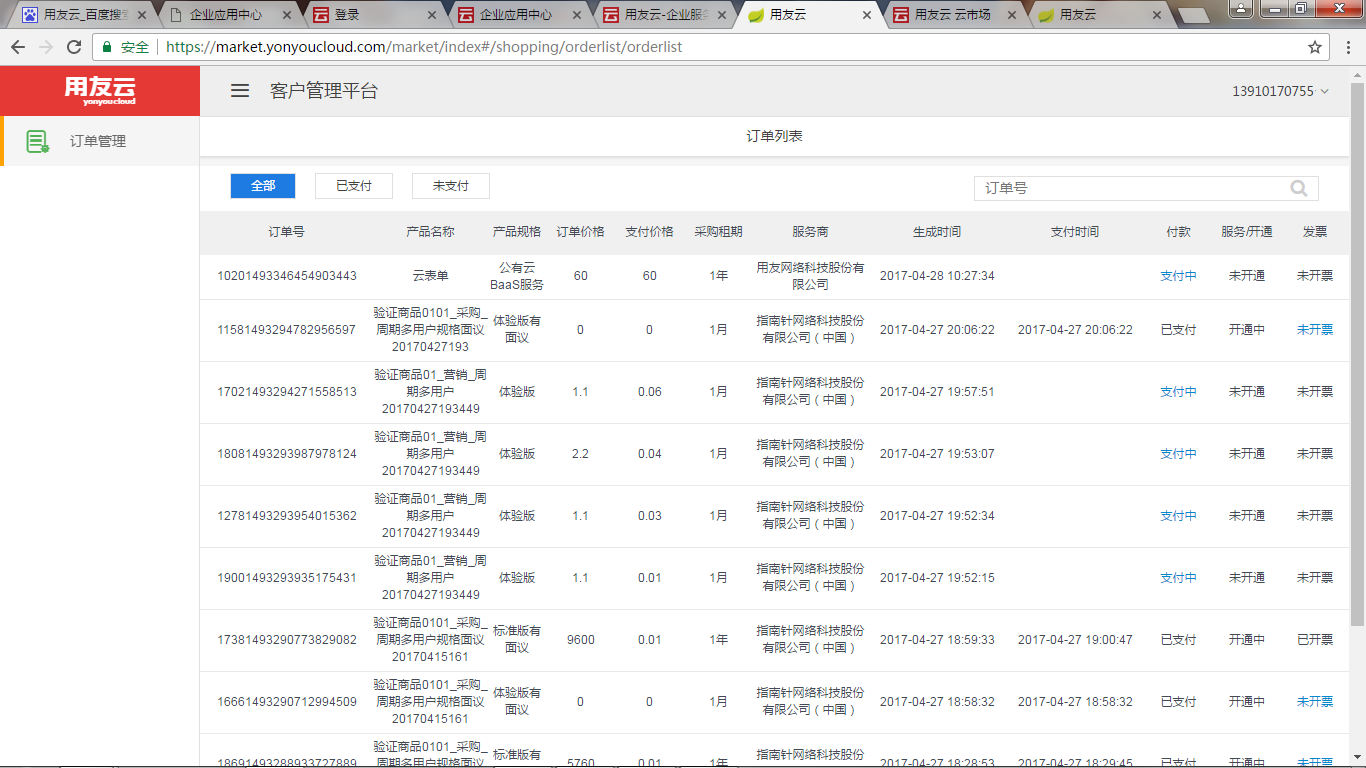 用友云_百度搜索
企业应用中心
登录
企业应用中心
用友云-企业服务
用友云
用友云 云市场
用友云
安全
https://market.yonyoucloud.com/market/index#/shopping/orderlist/orderlist
用友云
yonyoucloud
客户管理平台
13910170755
订单管理
订单列表
全部 已支付 未支付 订单号
订单号 产品名称 产品规格 订单价格 支付价格 采购租期 服务商 生成时间 支付时间 付款 服务/开通 发票
10201493346454903443 云表单 公有云 BaaS服务 60 60 1年 用友网络科技股份有限公司 2017-04-28 10:27:34 支付中 未开通 未开票
11581493294782956597 验证商品0101_采购_周期多用户规格面议20170427193 体验版有面议 0 0 1月 指南针网络科技股份有限公司（中国） 2017-04-27 20:06:22 2017-04-27 20:06:22 已支付 开通中 未开票
17021493294271558513 验证商品01_营销_周期多用户20170427193449 体验版 1.1 0.06 1月 指南针网络科技股份有限公司（中国） 2017-04-27 19:57:51 支付中 未开通 未开票
18081493293987978124 验证商品01_营销_周期多用户20170427193449 体验版 2.2 0.04 1月 指南针网络科技股份有限公司（中国） 2017-04-27 19:53:07 支付中 未开通 未开票
12781493293954015362 验证商品01_营销_周期多用户20170427193449 体验版 1.1 0.03 1月 指南针网络科技股份有限公司（中国） 2017-04-27 19:52:34 支付中 未开通 未开票
19001493293935175431 验证商品01_营销_周期多用户20170427193449 体验版 1.1 0.01 1月 指南针网络科技股份有限公司（中国） 2017-04-27 19:52:15 支付中 未开通 未开票
17381493290773829082 验证商品0101_采购_周期多用户规格面议20170415161 标准版有面议 9600 0.01 1年 指南针网络科技股份有限公司（中国） 2017-04-27 18:59:33 2017-04-27 19:00:47 已支付 开通中 已开票
16661493290712994509 验证商品0101_采购_周期多用户规格面议20170415161 体验版有面议 0 0 1月 指南针网络科技股份有限公司（中国） 2017-04-27 18:58:32 2017-04-27 18:58:32 已支付 开通中 未开票
18691493288933727889 验证商品0101_采购_周期多用户规格面议 标准版有面议 5760 0.01 1年 指南针网络科技股份有限公司（中国） 2017-04-27 18:28:53 2017-04-27 18:29:45 已支付 开通中 未开票